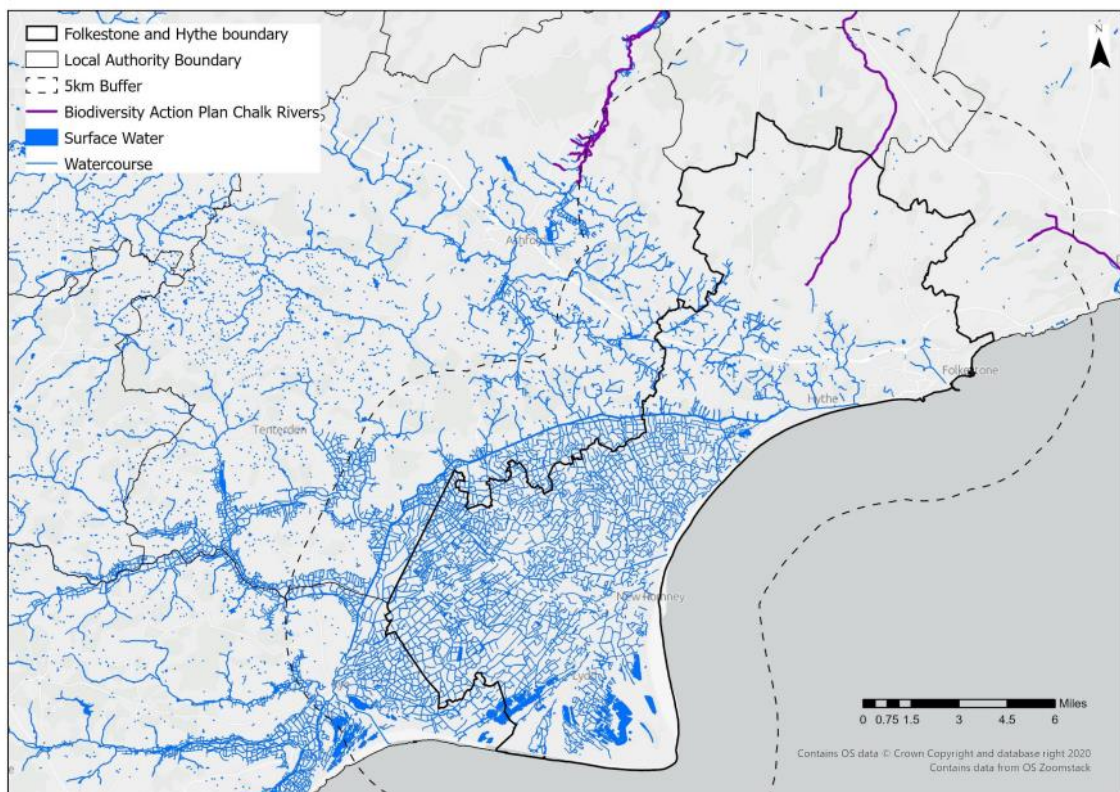 Folkestone and Hythe boundary
Local Authority Boundary
5km Buffer
Biodiversity Action Plan Chalk Rivers
Surface Water
Watercourse
N
Ashford
Tenterden
Folkestone
Hythe
New Romney
Lydd
Miles
0 0.75 1.5 3 4.5 6
Contains OS data © Crown Copyright and database right 2020
Contains data from OS Zoomstack